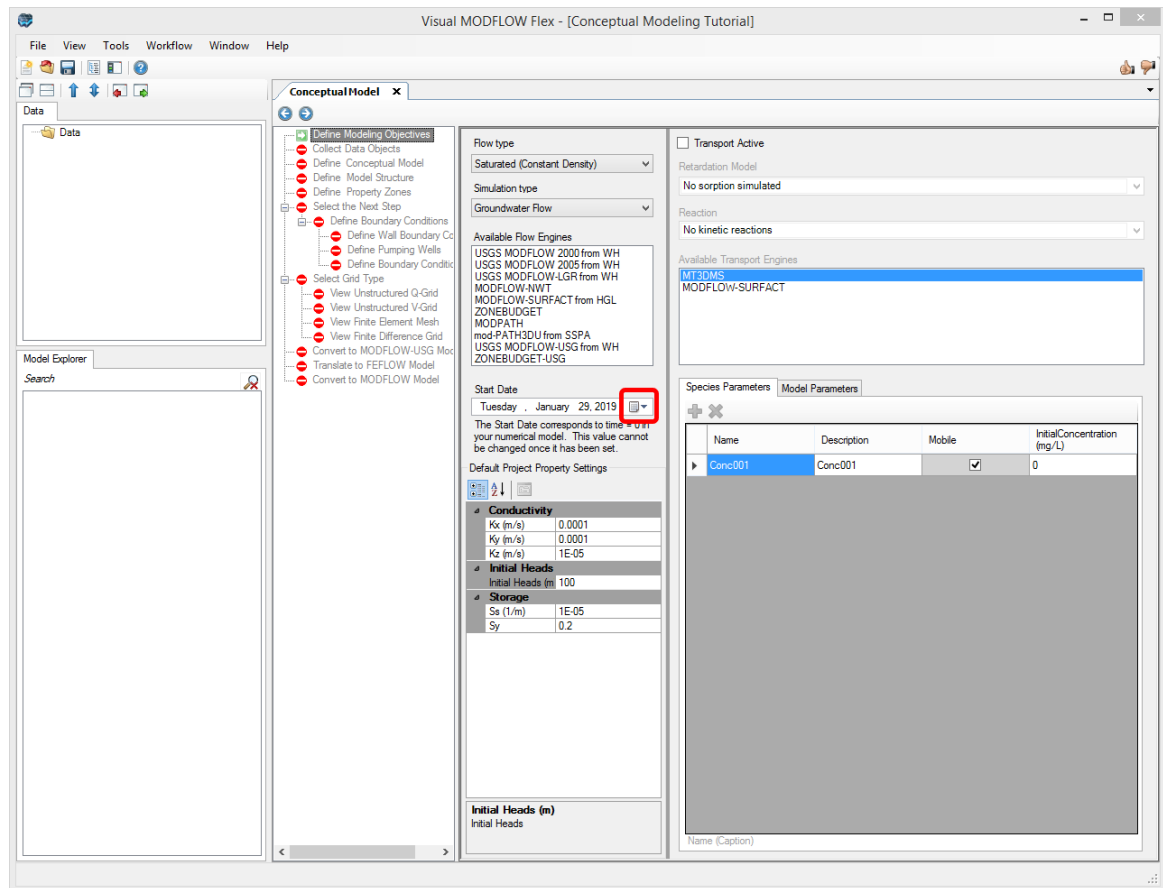 Visual MODFLOW Flex - [Conceptual Modeling Tutorial]
File View Tools Workflow Window Help
Data
Data
Model Explorer
Search
Conceptual Model
Define Modeling Objectives
Collect Data Objects
Define Conceptual Model
Define Model Structure
Define Property Zones
Select the Next Step
Define Boundary Conditions
Define Wall Boundary Cc
Define Pumping Wells
Define Boundary Conditic
Select Grid Type
View Unstructured Q-Grid
View Unstructured V-Grid
View Finite Element Mesh
View Finite Difference Grid
Convert to MODFLOW-USG Moc
Translate to FEFLOW Model
Convert to MODFLOW Model
Flow type
Saturated (Constant Density)
Simulation type
Groundwater Flow
Available Flow Engines
USGS MODFLOW 2000 from WH
USGS MODFLOW 2005 from WH
USGS MODFLOW-LGR from WH
MODFLOW-NWT
MODFLOW-SURFACT from HGL
ZONEBUDGET
MODPATH
mod-PATH3DU from SSPA
USGS MODFLOW-USG from WH
ZONEBUDGET-USG
Start Date
Tuesday , January 29, 2019
The Start Date corresponds to time = 0 in
your numerical model. This value cannot
be changed once it has been set.
Default Project Property Settings
Conductivity
Kx (m/s) 0.0001
Ky (m/s) 0.0001
Kz (m/s) 1E-05
Initial Heads
Initial Heads (m 100
Storage
Ss (1/m) 1E-05
Sy 0.2
Initial Heads (m)
Initial Heads
Transport Active
Retardation Model
No sorption simulated
Reaction
No kinetic reactions
Available Transport Engines
MT3DMS
MODFLOW-SURFACT
Species Parameters Model Parameters
Name Description Mobile InitialConcentration
(mg/L)
Conc001 Conc001 0
Name (Caption)